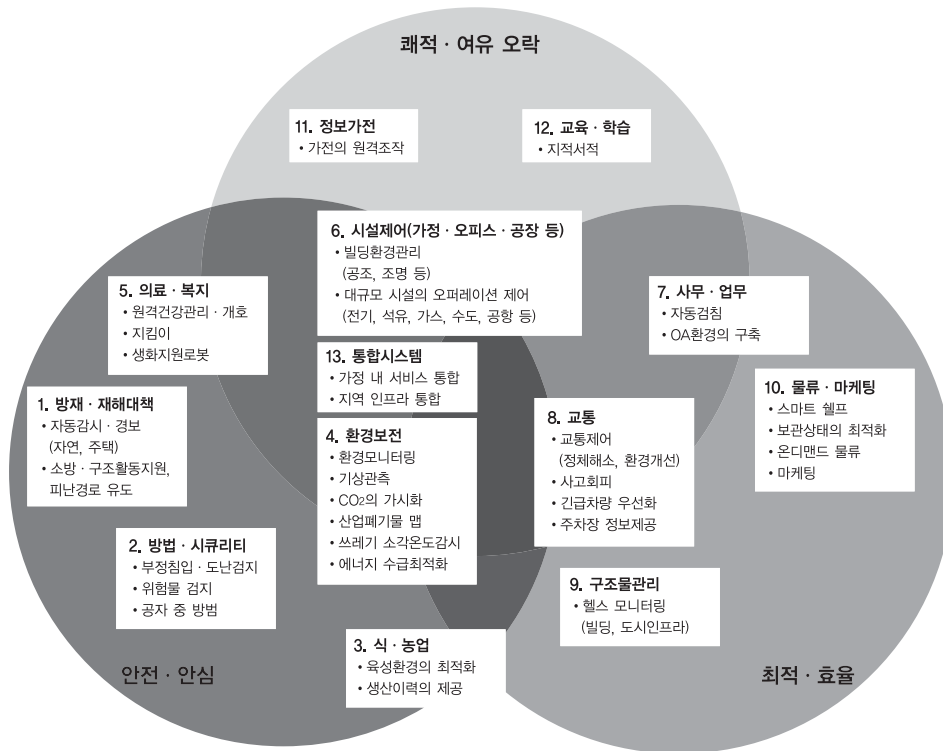 쾌적 · 여유 오락
11. 정보가전
• 가전의 원격조작
12. 교육 · 학습
• 지적서적
6. 시설제어(가정 · 오피스 · 공장 등)
• 빌딩환경관리
(공조, 조명 등)
• 대규모 시설의 오퍼레이션 제어
(전기, 석유, 가스, 수도, 공항 등)
5. 의료 · 복지
• 원격건강관리 · 개호
• 지킴이
• 생화지원로봇
7. 사무 · 업무
• 자동검침
• OA환경의 구축
13. 통합시스템
• 가정 내 서비스 통합
• 지역 인프라 통합
1. 방재 · 재해대책
• 자동감시 · 경보
(자연, 주택)
• 소방 · 구조활동지원,
피난경로 유도
4. 환경보전
• 환경모니터링
• 기상관측
• CO2의 가시화
• 산업폐기물 맵
• 쓰레기 소각온도감시
• 에너지 수급최적화
8. 교통
• 교통제어
(정체해소, 환경개선)
• 사고회피
• 긴급차량 우선화
• 주차장 정보제공
10. 물류 · 마케팅
• 스마트 쉘프
• 보관상태의 최적화
• 온디맨드 물류
• 마케팅
2. 방법 · 시큐리티
• 부정침입 · 도난검지
• 위험물 검지
• 공자 중 방범
9. 구조물관리
• 헬스 모니터링
(빌딩, 도시인프라)
3. 식 · 농업
• 육성환경의 최적화
• 생산이력의 제공
안전 · 안심
최적 · 효율